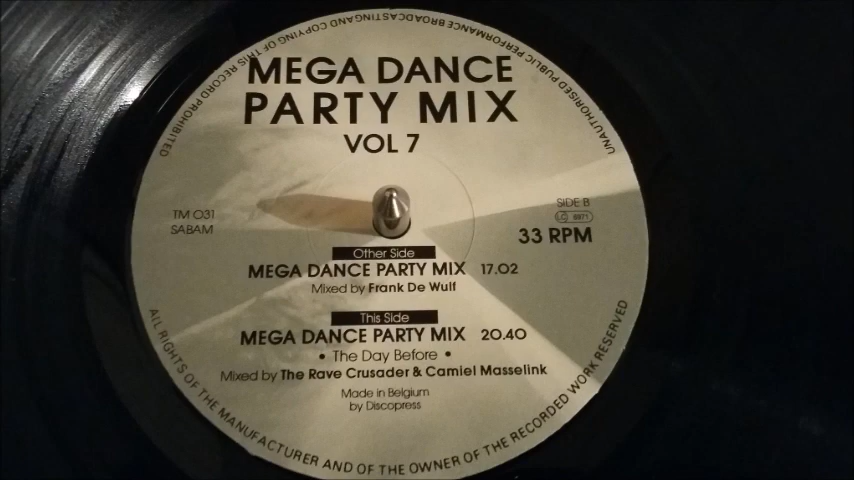 UNAUTHORISED PUBLIC PERFORMANCE BROADCASTING AND COPYING OF THIS RECORD PROHIBITED
MEGA DANCE
PARTY MIX
VOL 7
TM 031
SABAM
SIDE B
LC 8971
33 RPM
Other Side
MEGA DANCE PARTY MIX 17.02
Mixed by Frank De Wulf
This Side
MEGA DANCE PARTY MIX 20.40
• The Day Before •
Mixed by The Rave Crusader & Camiel Masselink
Made in Belgium
by Discopress
ALL RIGHTS OF THE MANUFACTURER AND OF THE OWNER OF THE RECORDED WORK RESERVED